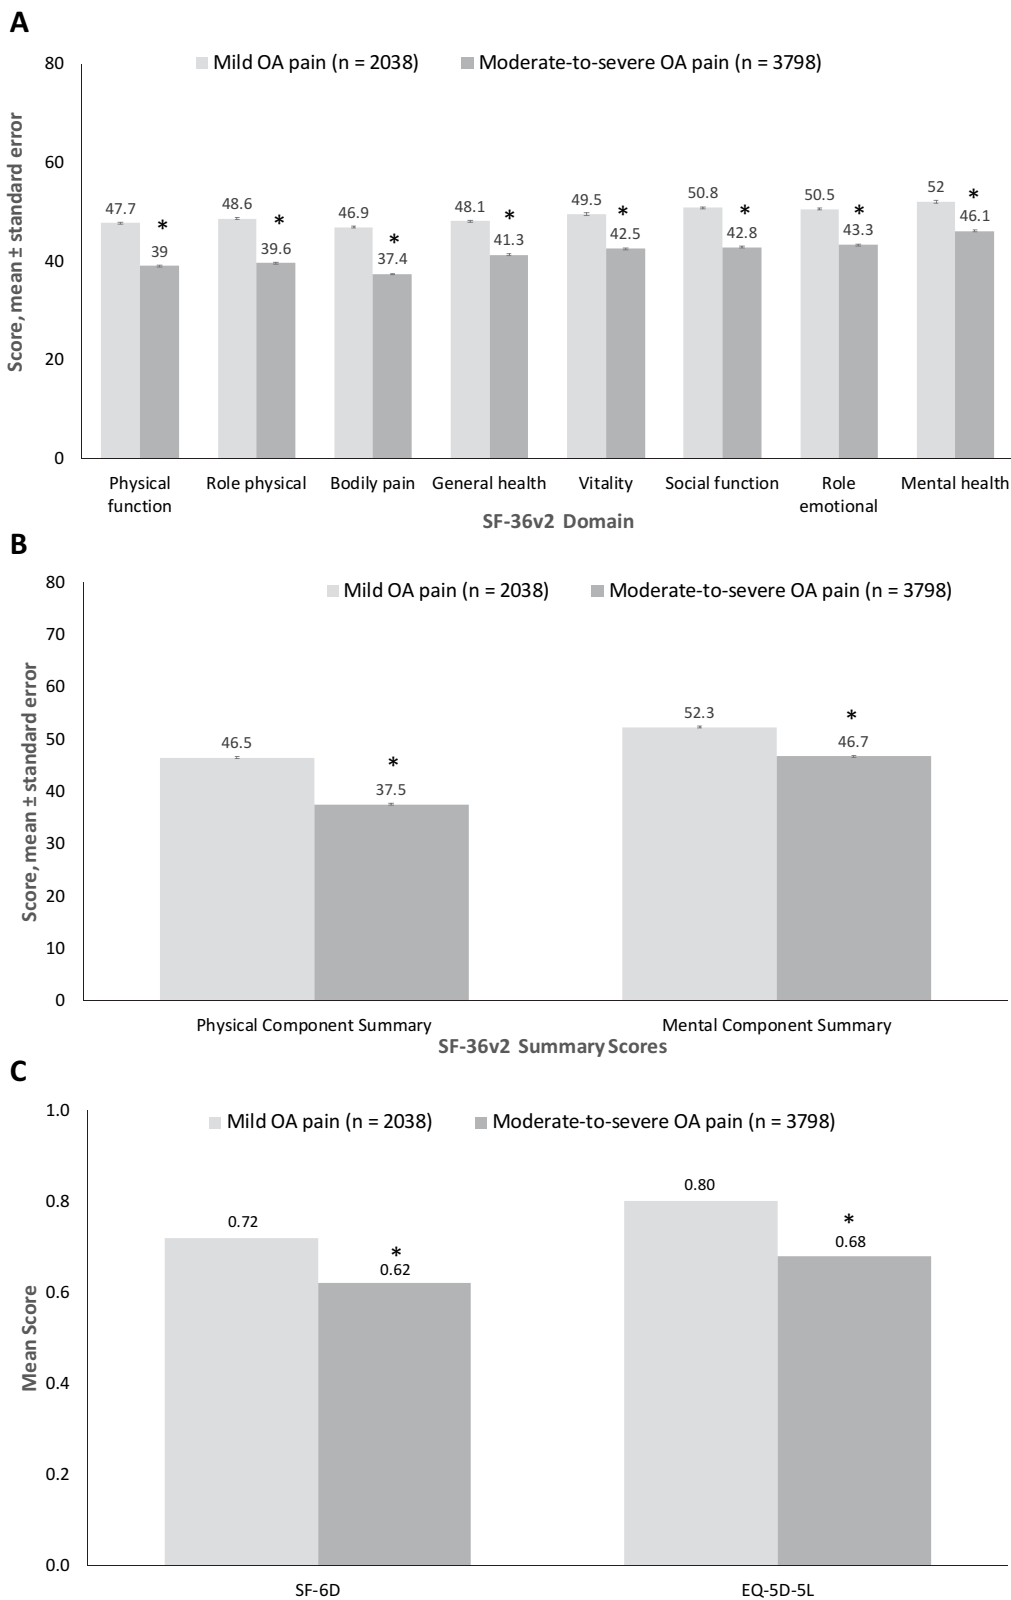 A
Mild OA pain (n = 2038) Moderate-to-severe OA pain (n = 3798)
Score, mean ± standard error
80
60
40
20
0
47.7 * 39
48.6 * 39.6
46.9 * 37.4
48.1 * 41.3
49.5 * 42.5
50.8 * 42.8
50.5 * 43.3
52 * 46.1
Physical function
Role physical
Bodily pain
General health
Vitality
Social function
Role emotional
Mental health
SF-36v2 Domain
B
Mild OA pain (n = 2038) Moderate-to-severe OA pain (n = 3798)
Score, mean ± standard error
80
70
60
50
40
30
20
10
0
46.5 * 37.5
52.3 * 46.7
Physical Component Summary
Mental Component Summary
SF-36v2 Summary Scores
C
Mild OA pain (n = 2038) Moderate-to-severe OA pain (n = 3798)
Mean Score
1.0
0.8
0.6
0.4
0.2
0.0
0.72 * 0.62
0.80 * 0.68
SF-6D
EQ-5D-5L